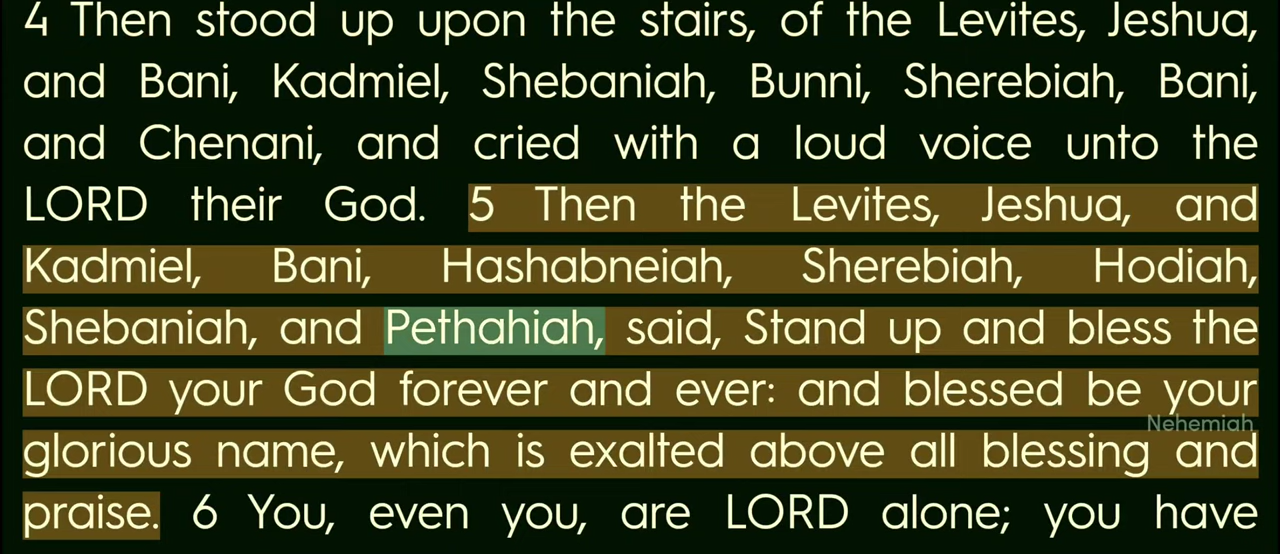 4 Then stood up upon the stairs, of the Levites, Jeshua,
and Bani, Kadmiel, Shebaniah, Bunni, Sherebiah, Bani,
and Chenani, and cried with a loud voice unto the
LORD their God. 5 Then the Levites, Jeshua, and
Kadmiel, Bani, Hashabneiah, Sherebiah, Hodiah,
Shebaniah, and Pethahiah, said, Stand up and bless the
LORD your God forever and ever: and blessed be your
Nehemiah
glorious name, which is exalted above all blessing and
praise. 6 You, even you, are LORD alone; you have